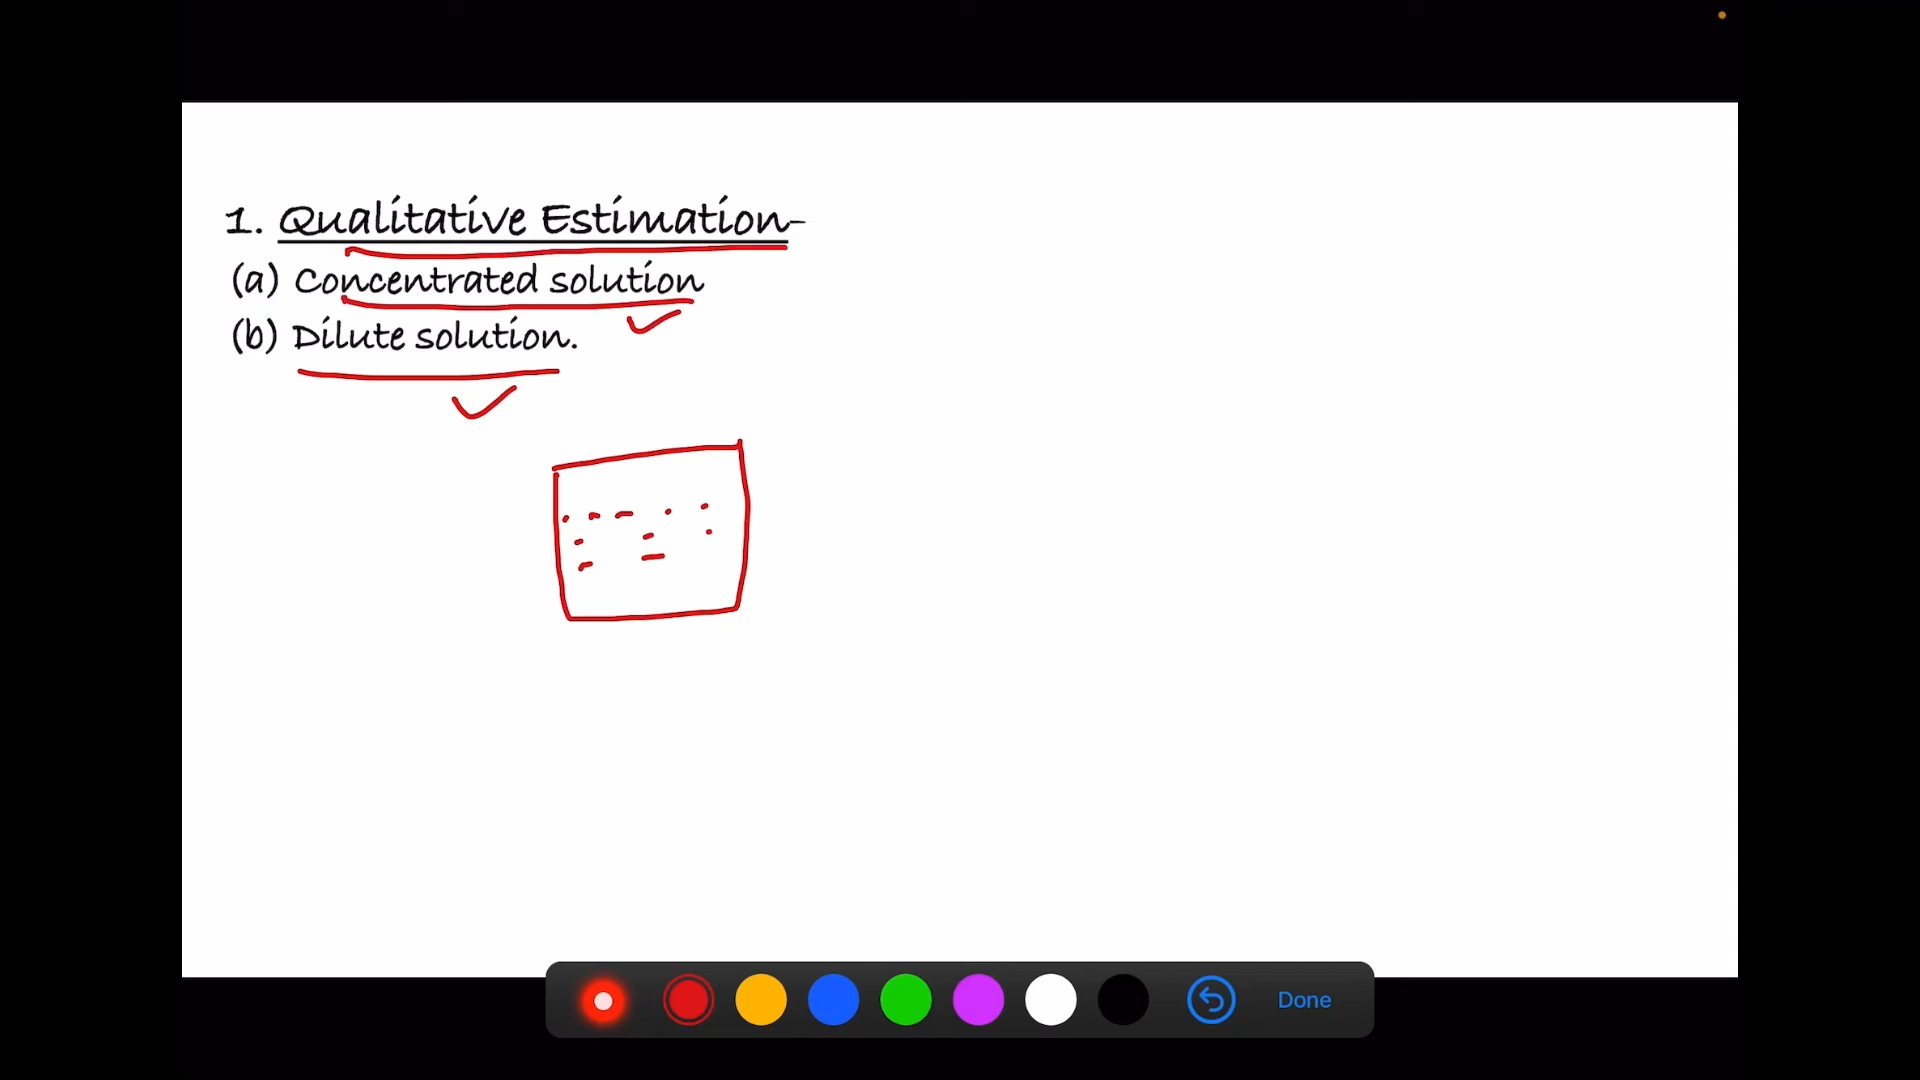 1. Qualitative Estimation-
(a) Concentrated solution
(b) Dilute solution.
Done